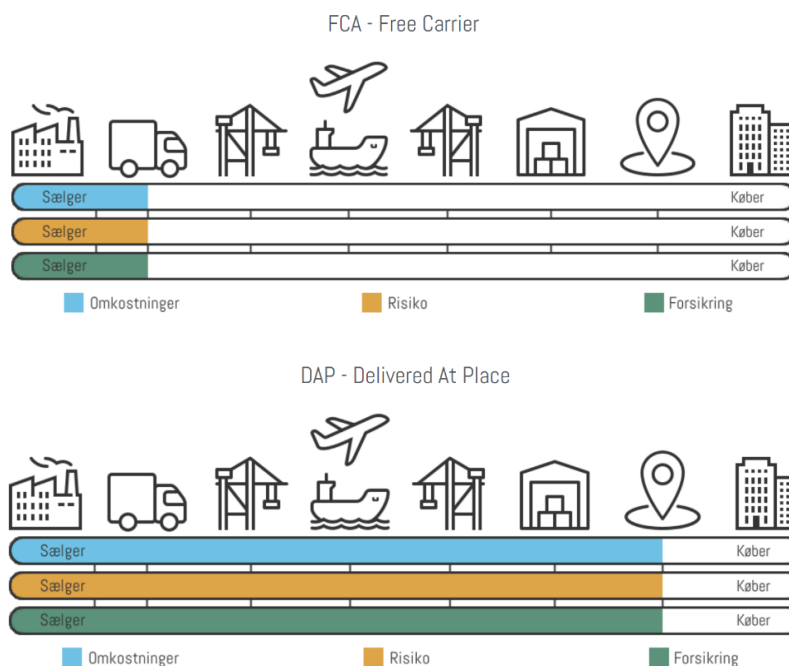 FCA - Free Carrier
Sælger Køber
Sælger Køber
Sælger Køber
Omkostninger Risiko Forsikring
DAP - Delivered At Place
Sælger Køber
Sælger Køber
Sælger Køber
Omkostninger Risiko Forsikring